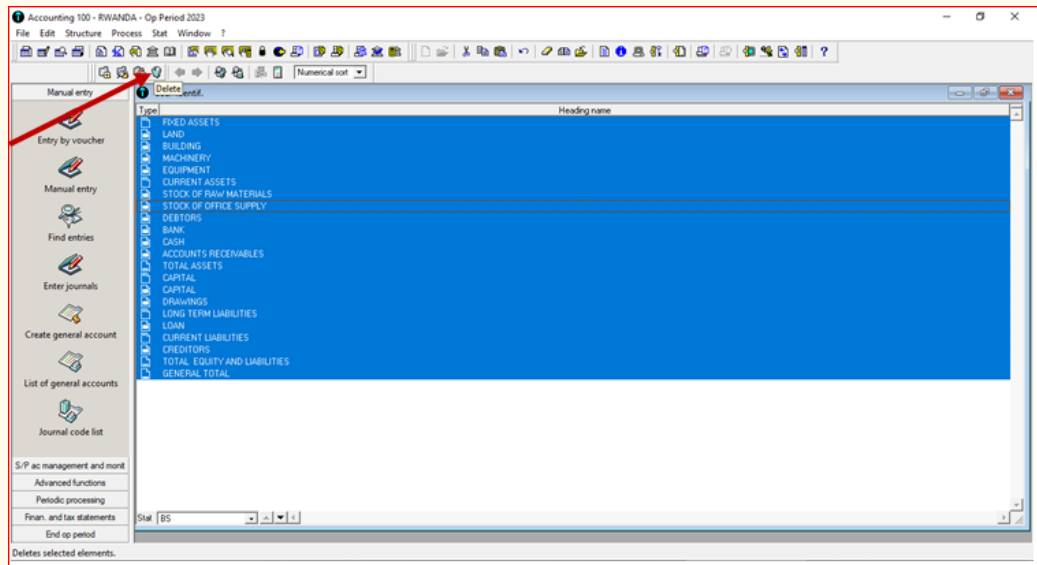 Accounting 100 - RWANDA - Op Period 2023
File Edit Structure Process Stat Window ?
Numerical sort
Delete
Manual entry
entif.
Type Heading name
FIXED ASSETS
LAND
BUILDING
MACHINERY
EQUIPMENT
CURRENT ASSETS
STOCK OF RAW MATERIALS
STOCK OF OFFICE SUPPLY
DEBTORS
BANK
CASH
ACCOUNTS RECEIVABLES
TOTAL ASSETS
CAPITAL
CAPITAL
DRAWINGS
LONG TERM LIABILITIES
LOAN
CURRENT LIABILITIES
CREDITORS
TOTAL EQUITY AND LIABILITIES
GENERAL TOTAL
Entry by voucher
Manual entry
Find entries
Enter journals
Create general account
List of general accounts
Journal code list
S/P ac management and monit
Advanced functions
Periodic processing
Finan. and tax statements
End op period
Stat BS
Deletes selected elements.